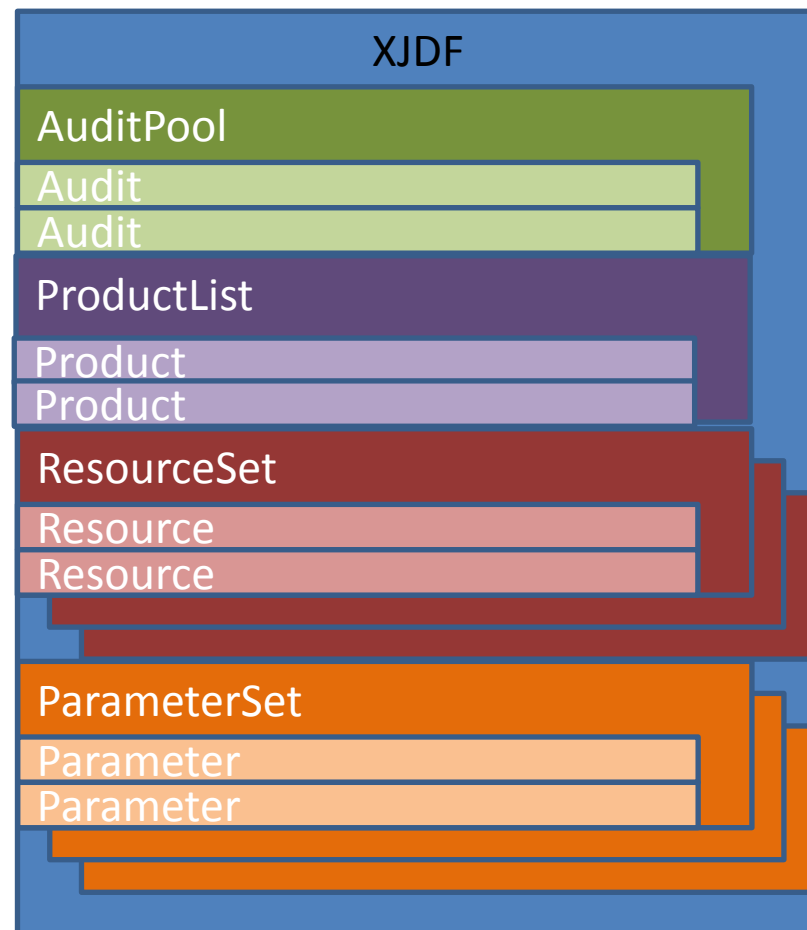 XJDF
AuditPool
Audit
Audit
ProductList
Product
Product
ResourceSet
Resource
Resource
ParameterSet
Parameter
Parameter